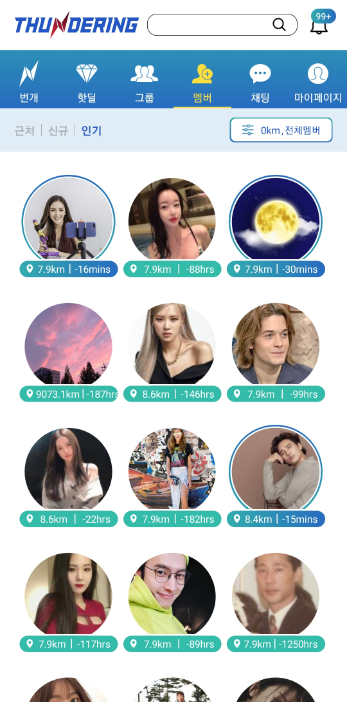 THUNDERING
99+
번개 핫딜 그룹 멤버 채팅 마이페이지
근처 | 신규 | 인기 0km,전체멤버
7.9km | -16mins 7.9km | -88hrs 7.9km | -30mins
9073.1km | -187hrs 8.6km | -146hrs 7.9km | -99hrs
8.6km | -22hrs 7.9km | -182hrs 8.4km | -15mins
7.9km | -117hrs 7.9km | -89hrs 7.9km | -1250hrs